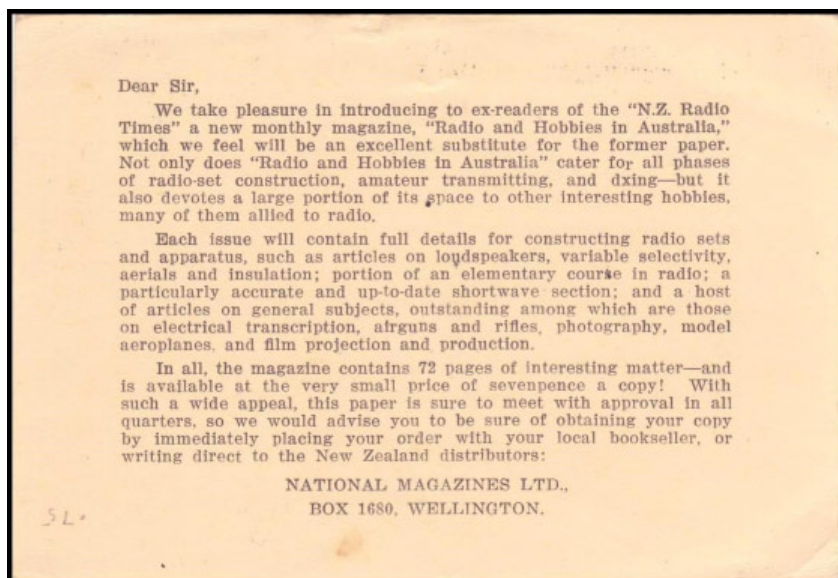 Dear Sir,
We take pleasure in introducing to ex-readers of the "N.Z. Radio
Times" a new monthly magazine, "Radio and Hobbies in Australia,"
which we feel will be an excellent substitute for the former paper.
Not only does "Radio and Hobbies in Australia" cater for all phases
of radio-set construction, amateur transmitting, and dxing—but it
also devotes a large portion of its space to other interesting hobbies,
many of them allied to radio.
Each issue will contain full details for constructing radio sets
and apparatus, such as articles on loudspeakers, variable selectivity,
aerials and insulation; portion of an elementary course in radio; a
particularly accurate and up-to-date shortwave section; and a host
of articles on general subjects, outstanding among which are those
on electrical transcription, airguns and rifles, photography, model
aeroplanes, and film projection and production.
In all, the magazine contains 72 pages of interesting matter—and
is available at the very small price of sevenpence a copy! With
such a wide appeal, this paper is sure to meet with approval in all
quarters, so we would advise you to be sure of obtaining your copy
by immediately placing your order with your local bookseller, or
writing direct to the New Zealand distributors:
NATIONAL MAGAZINES LTD.,
BOX 1680, WELLINGTON.